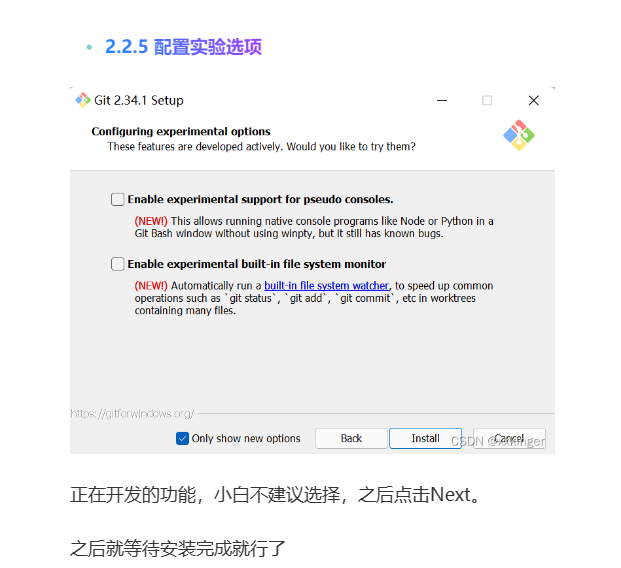 2.2.5 配置实验选项
Git 2.34.1 Setup
Configuring experimental options
These features are developed actively. Would you like to try them?
Enable experimental support for pseudo consoles.
(NEW!) This allows running native console programs like Node or Python in a
Git Bash window without using winpty, but it still has known bugs.
Enable experimental built-in file system monitor
(NEW!) Automatically run a built-in file system watcher, to speed up common
operations such as `git status`, `git add`, `git commit`, etc in worktrees
containing many files.
https://gitforwindows.org/
Only show new options
Back
Install
Cancel
正在开发的功能，小白不建议选择，之后点击Next。
之后就等待安装完成就行了